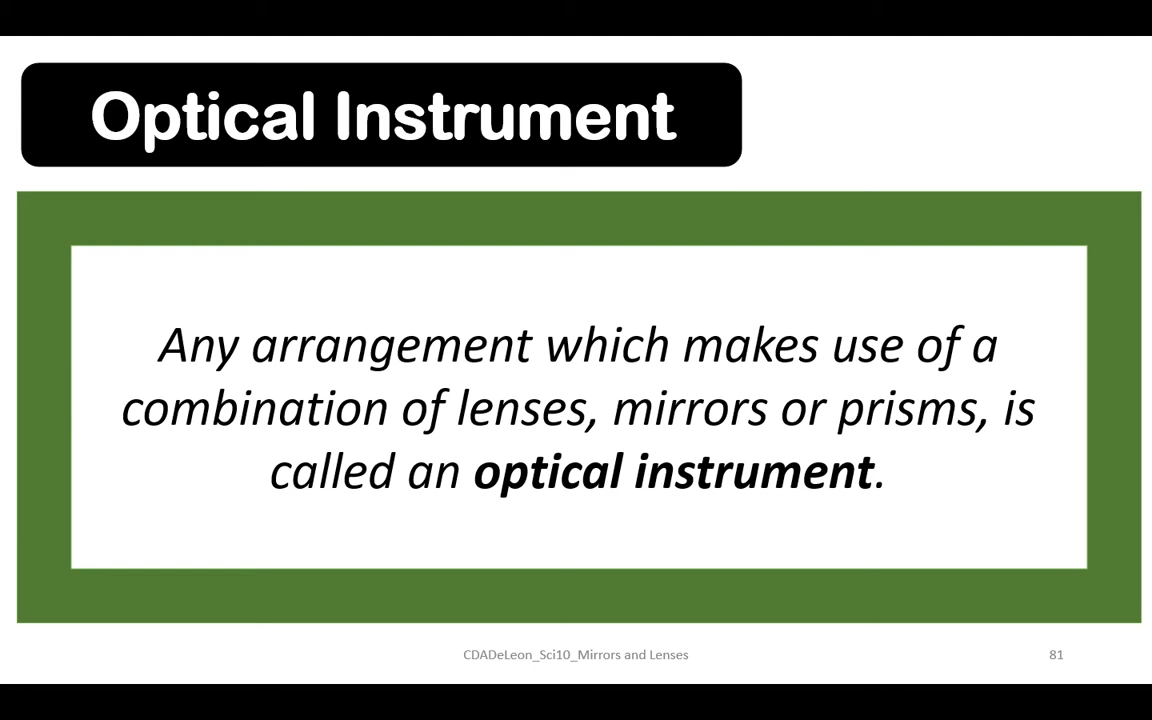 Optical Instrument
Any arrangement which makes use of a
combination of lenses, mirrors or prisms, is
called an optical instrument.
CDADeLeon_Sci10_Mirrors and Lenses
81